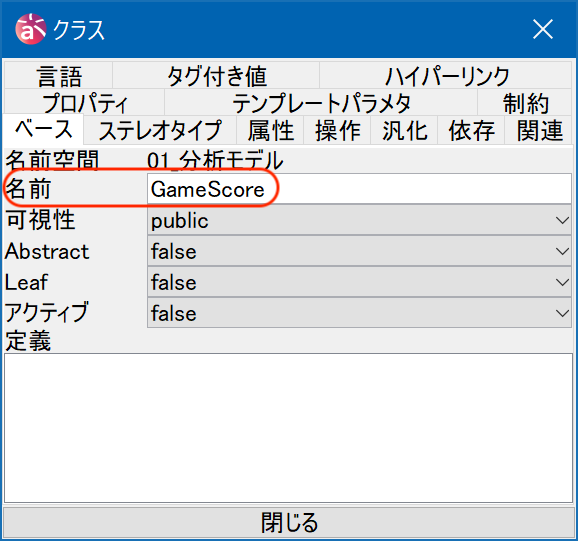 クラス
言語 タグ付き値 ハイパーリンク
プロパティ テンプレートパラメタ 制約
ベース ステレオタイプ 属性 操作 汎化 依存 関連
名前空間 01_分析モデル
名前 GameScore
可視性 public
Abstract false
Leaf false
アクティブ false
定義
閉じる